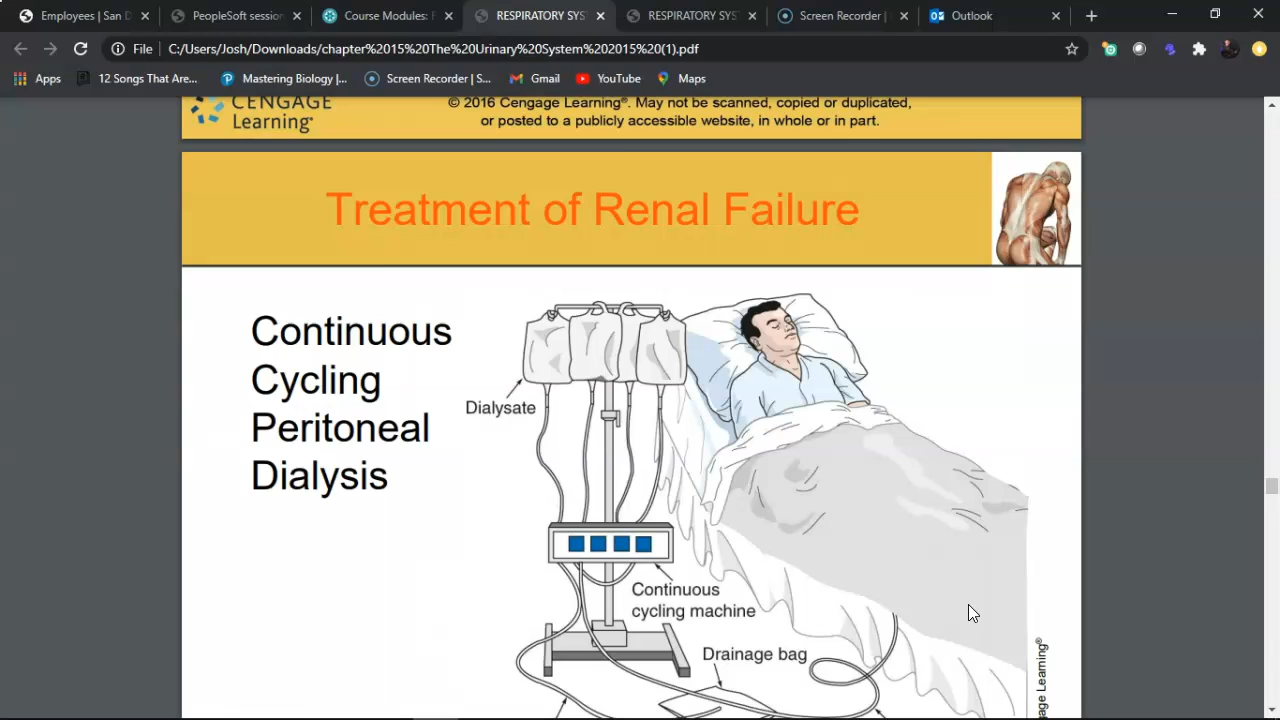 Employees | San D
PeopleSoft session
Course Modules: F
RESPIRATORY SYS
RESPIRATORY SYS
Screen Recorder |
Outlook
File
C:/Users/Josh/Downloads/chapter%2015%20The%20Urinary%20System%202015%20(1).pdf
Apps
12 Songs That Are...
Mastering Biology |...
Screen Recorder | S...
Gmail
YouTube
Maps
CENGAGE
Learning®
© 2016 Cengage Learning®. May not be scanned, copied or duplicated,
or posted to a publicly accessible website, in whole or in part.
Treatment of Renal Failure
Continuous
Cycling
Peritoneal
Dialysis
Dialysate
Continuous
cycling machine
Drainage bag
gage Learning®